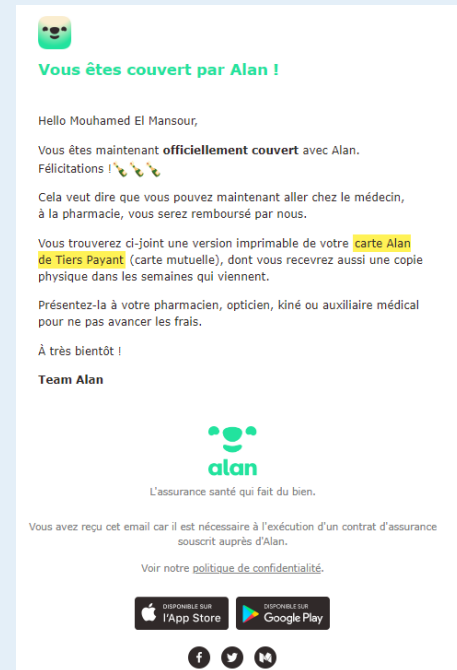 Vous êtes couvert par Alan !
Hello Mouhamed El Mansour,
Vous êtes maintenant officiellement couvert avec Alan.
Félicitations !🍾🍾🍾
Cela veut dire que vous pouvez maintenant aller chez le médecin,
à la pharmacie, vous serez remboursé par nous.
Vous trouverez ci-joint une version imprimable de votre carte Alan
de Tiers Payant (carte mutuelle), dont vous recevrez aussi une copie
physique dans les semaines qui viennent.
Présentez-la à votre pharmacien, opticien, kiné ou auxiliaire médical
pour ne pas avancer les frais.
À très bientôt !
Team Alan
alan
L'assurance santé qui fait du bien.
Vous avez reçu cet email car il est nécessaire à l'exécution d'un contrat d'assurance
souscrit auprès d'Alan.
Voir notre politique de confidentialité.
DISPONIBLE SUR
l'App Store
DISPONIBLE SUR
Google Play